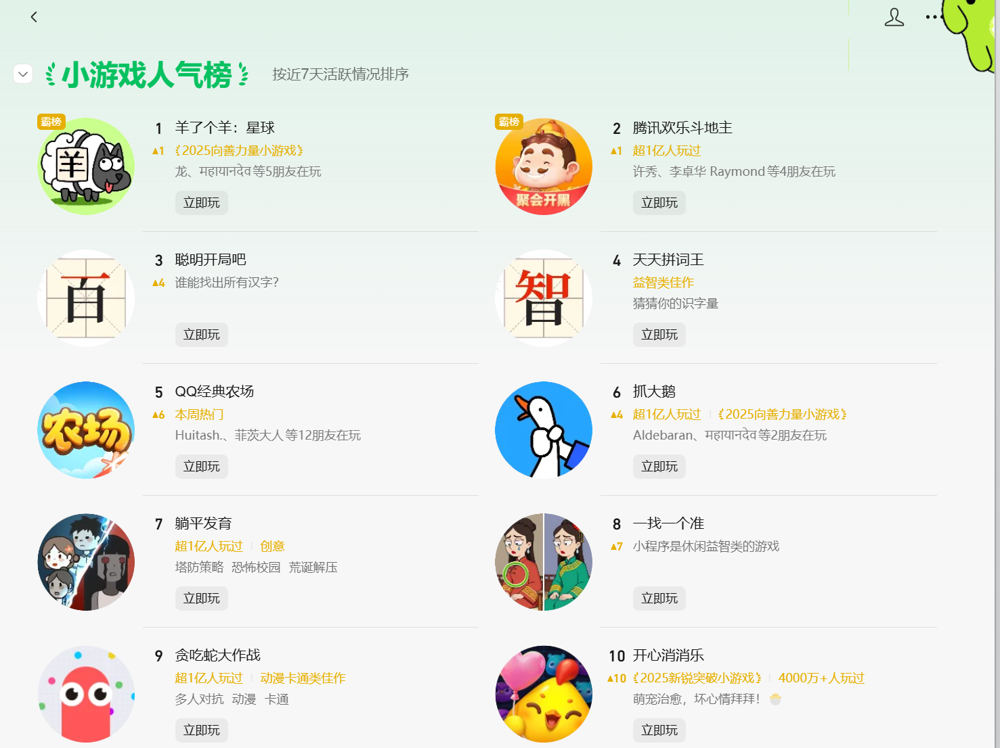 小游戏人气榜 按近7天活跃情况排序
霸榜
羊
1 羊了个羊：星球
▲1 2025向善力量小游戏
龙、महायानदेव等5朋友在玩
立即玩
霸榜
聚会开黑
2 腾讯欢乐斗地主
▲1 超1亿人玩过
许秀、李卓华 Raymond等4朋友在玩
立即玩
百
3 聪明开局吧
▲4 谁能找出所有汉字？
立即玩
智
4 天天拼词王
益智类佳作
猜猜你的识字量
立即玩
农场
5 QQ经典农场
▲6 本周热门
Huitash.、菲茨大人等12朋友在玩
立即玩
6 抓大鹅
▲4 超1亿人玩过 2025向善力量小游戏
Aldebaran、महायानदेव等2朋友在玩
立即玩
7 躺平发育
超1亿人玩过 创意
塔防策略 恐怖校园 荒诞解压
立即玩
8 一找一个准
▲7 小程序是休闲益智类的游戏
立即玩
9 贪吃蛇大作战
超1亿人玩过 动漫卡通类佳作
多人对抗 动漫 卡通
立即玩
10 开心消消乐
▲10 2025新锐突破小游戏 4000万+人玩过
萌宠治愈，坏心情拜拜！🐣
立即玩